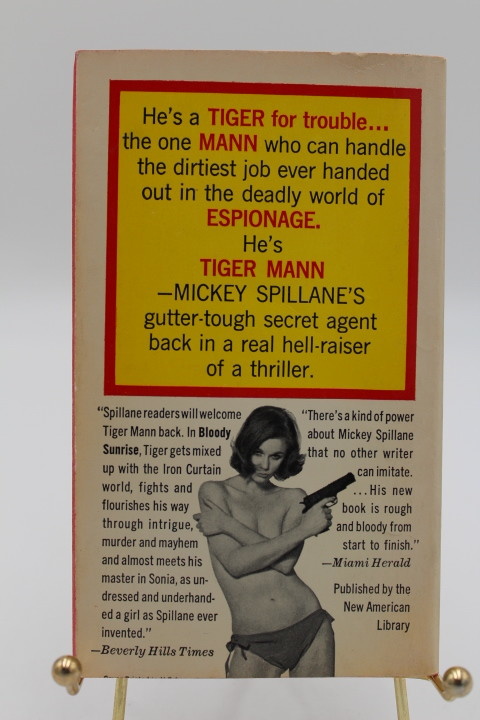 He's a TIGER for trouble...
the one MANN who can handle
the dirtiest job ever handed
out in the deadly world of
ESPIONAGE.
He's
TIGER MANN
—MICKEY SPILLANE'S
gutter-tough secret agent
back in a real hell-raiser
of a thriller.
"Spillane readers will welcome
Tiger Mann back. In Bloody
Sunrise, Tiger gets mixed
up with the Iron Curtain
world, fights and
flourishes his way
through intrigue,
murder and mayhem
and almost meets his
master in Sonia, as un-
dressed and underhand-
ed a girl as Spillane ever
invented."
—Beverly Hills Times
"There's a kind of power
about Mickey Spillane
that no other writer
can imitate.
...His new
book is rough
and bloody from
start to finish."
—Miami Herald
Published by the
New American
Library